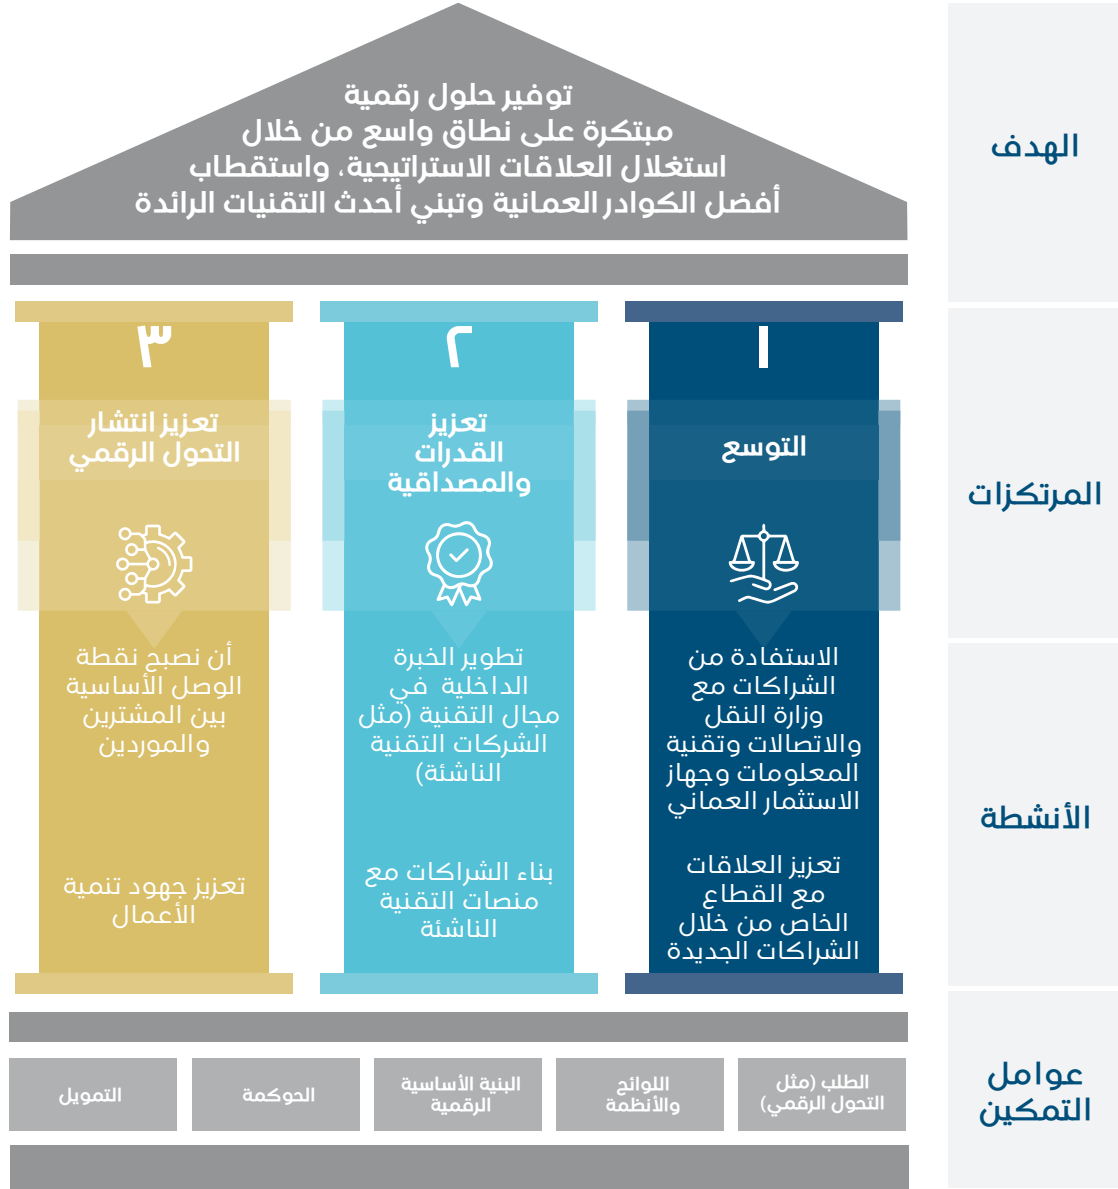 الهدف
توفير حلول رقمية
مبتكرة على نطاق واسع من خلال
استغلال العلاقات الاستراتيجية، واستقطاب
أفضل الكوادر العمانية وتبني أحدث التقنيات الرائدة
المرتكزات
١
التوسع
٢
تعزيز
القدرات
والمصداقية
٣
تعزيز انتشار
التحول الرقمي
الأنشطة
الاستفادة من
الشراكات مع
وزارة النقل
والاتصالات وتقنية
المعلومات وجهاز
الاستثمار العماني
تعزيز العلاقات
مع القطاع
الخاص من خلال
الشراكات الجديدة
تطوير الخبرة
الداخلية في
مجال التقنية (مثل
الشركات التقنية
الناشئة)
بناء الشراكات مع
منصات التقنية
الناشئة
أن نصبح نقطة
الوصل الأساسية
بين المشترين
والموردين
تعزيز جهود تنمية
الأعمال
عوامل
التمكين
الطلب (مثل
التحول الرقمي)
اللوائح
والأنظمة
البنية الأساسية
الرقمية
الحوكمة
التمويل